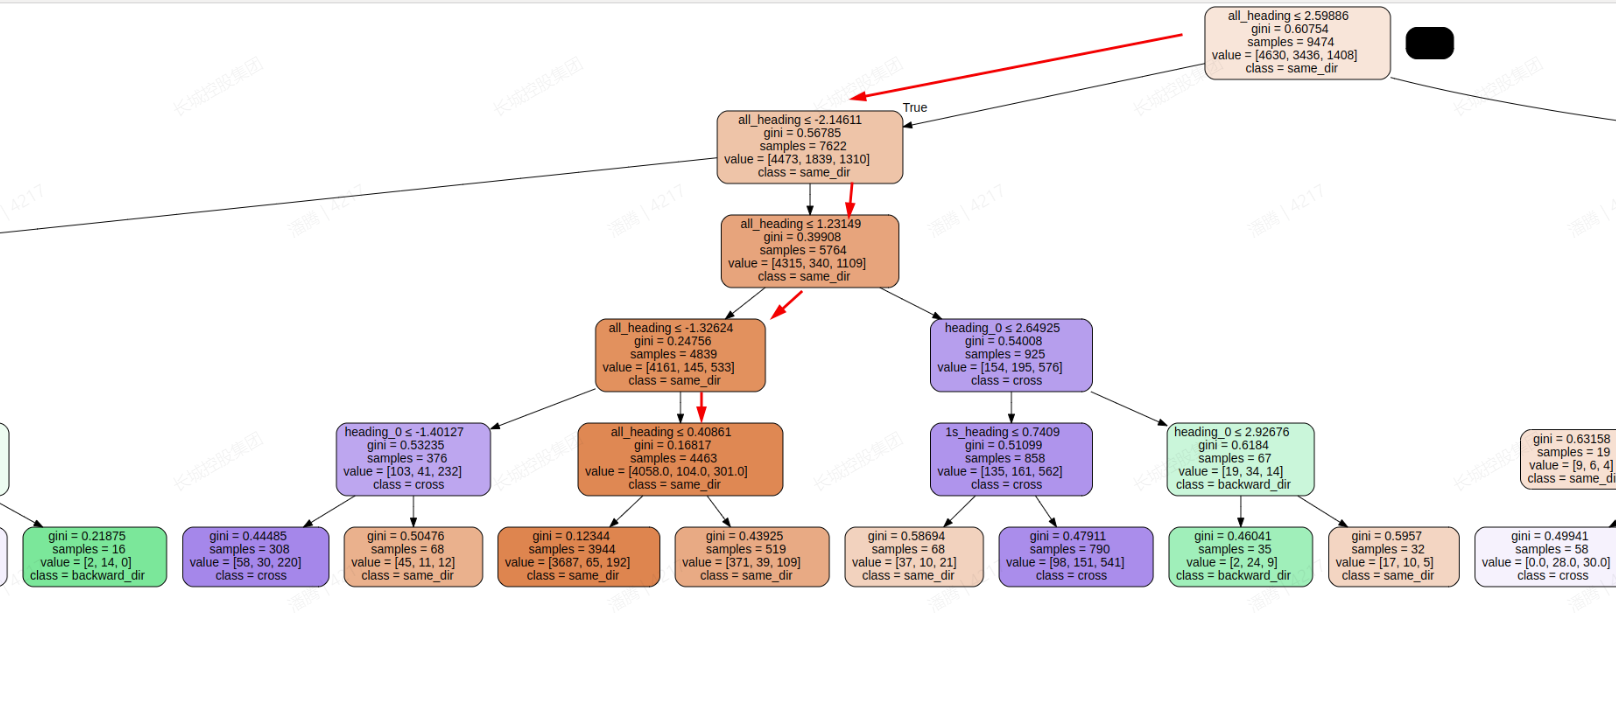 all_heading ≤ 2.59886
gini = 0.60754
samples = 9474
value = [4630, 3436, 1408]
class = same_dir
True
all_heading ≤ -2.14611
gini = 0.56785
samples = 7622
value = [4473, 1839, 1310]
class = same_dir
all_heading ≤ 1.23149
gini = 0.39908
samples = 5764
value = [4315, 340, 1109]
class = same_dir
all_heading ≤ -1.32624
gini = 0.24756
samples = 4839
value = [4161, 145, 533]
class = same_dir
heading_0 ≤ 2.64925
gini = 0.54008
samples = 925
value = [154, 195, 576]
class = cross
heading_0 ≤ -1.40127
gini = 0.53235
samples = 376
value = [103, 41, 232]
class = cross
all_heading ≤ 0.40861
gini = 0.16817
samples = 4463
value = [4058.0, 104.0, 301.0]
class = same_dir
1s_heading ≤ 0.7409
gini = 0.51099
samples = 858
value = [135, 161, 562]
class = cross
heading_0 ≤ 2.92676
gini = 0.6184
samples = 67
value = [19, 34, 14]
class = backward_dir
gini = 0.63158
samples = 19
value = [9, 6, 4]
class = same_di
gini = 0.21875
samples = 16
value = [2, 14, 0]
class = backward_dir
gini = 0.44485
samples = 308
value = [58, 30, 220]
class = cross
gini = 0.50476
samples = 68
value = [45, 11, 12]
class = same_dir
gini = 0.12344
samples = 3944
value = [3687, 65, 192]
class = same_dir
gini = 0.43925
samples = 519
value = [371, 39, 109]
class = same_dir
gini = 0.58694
samples = 68
value = [37, 10, 21]
class = same_dir
gini = 0.47911
samples = 790
value = [98, 151, 541]
class = cross
gini = 0.46041
samples = 35
value = [2, 24, 9]
class = backward_dir
gini = 0.5957
samples = 32
value = [17, 10, 5]
class = same_dir
gini = 0.49941
samples = 58
value = [0.0, 28.0, 30.0]
class = cross
长城控股集团
潘腾 | 4217